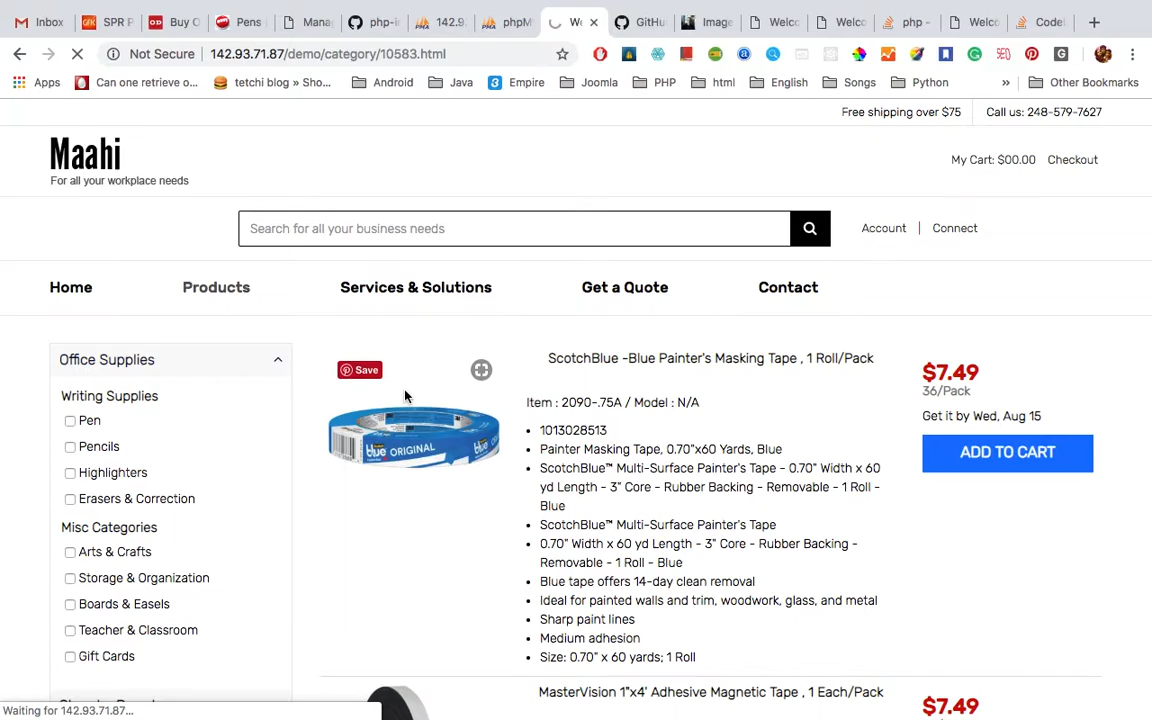 Inbox
SPR P
Buy O
Pens |
Mana
php-i
142.9
phpM
We
GitHu
Image
Welco
Welco
php -
Welco
Codel
Not Secure 142.93.71.87/demo/category/10583.html
Apps Can one retrieve o... tetchi blog » Sho... Android Java Empire Joomla PHP html English Songs Python » Other Bookmarks
Free shipping over $75 Call us: 248-579-7627
Maahi
For all your workplace needs
My Cart: $00.00 Checkout
Search for all your business needs
Account | Connect
Home Products Services & Solutions Get a Quote Contact
Office Supplies
Writing Supplies
Pen
Pencils
Highlighters
Erasers & Correction
Misc Categories
Arts & Crafts
Storage & Organization
Boards & Easels
Teacher & Classroom
Gift Cards
Save
blue ORIGINAL
blue
ScotchBlue -Blue Painter's Masking Tape , 1 Roll/Pack
Item : 2090-.75A / Model : N/A
• 1013028513
• Painter Masking Tape, 0.70"x60 Yards, Blue
• ScotchBlue™ Multi-Surface Painter's Tape - 0.70" Width x 60
yd Length - 3" Core - Rubber Backing - Removable - 1 Roll -
Blue
• ScotchBlue™ Multi-Surface Painter's Tape
• 0.70" Width x 60 yd Length - 3" Core - Rubber Backing -
Removable - 1 Roll - Blue
• Blue tape offers 14-day clean removal
• Ideal for painted walls and trim, woodwork, glass, and metal
• Sharp paint lines
• Medium adhesion
• Size: 0.70" x 60 yards; 1 Roll
$7.49
36/Pack
Get it by Wed, Aug 15
ADD TO CART
MasterVision 1"x4' Adhesive Magnetic Tape , 1 Each/Pack
$7.49
Waiting for 142.93.71.87...